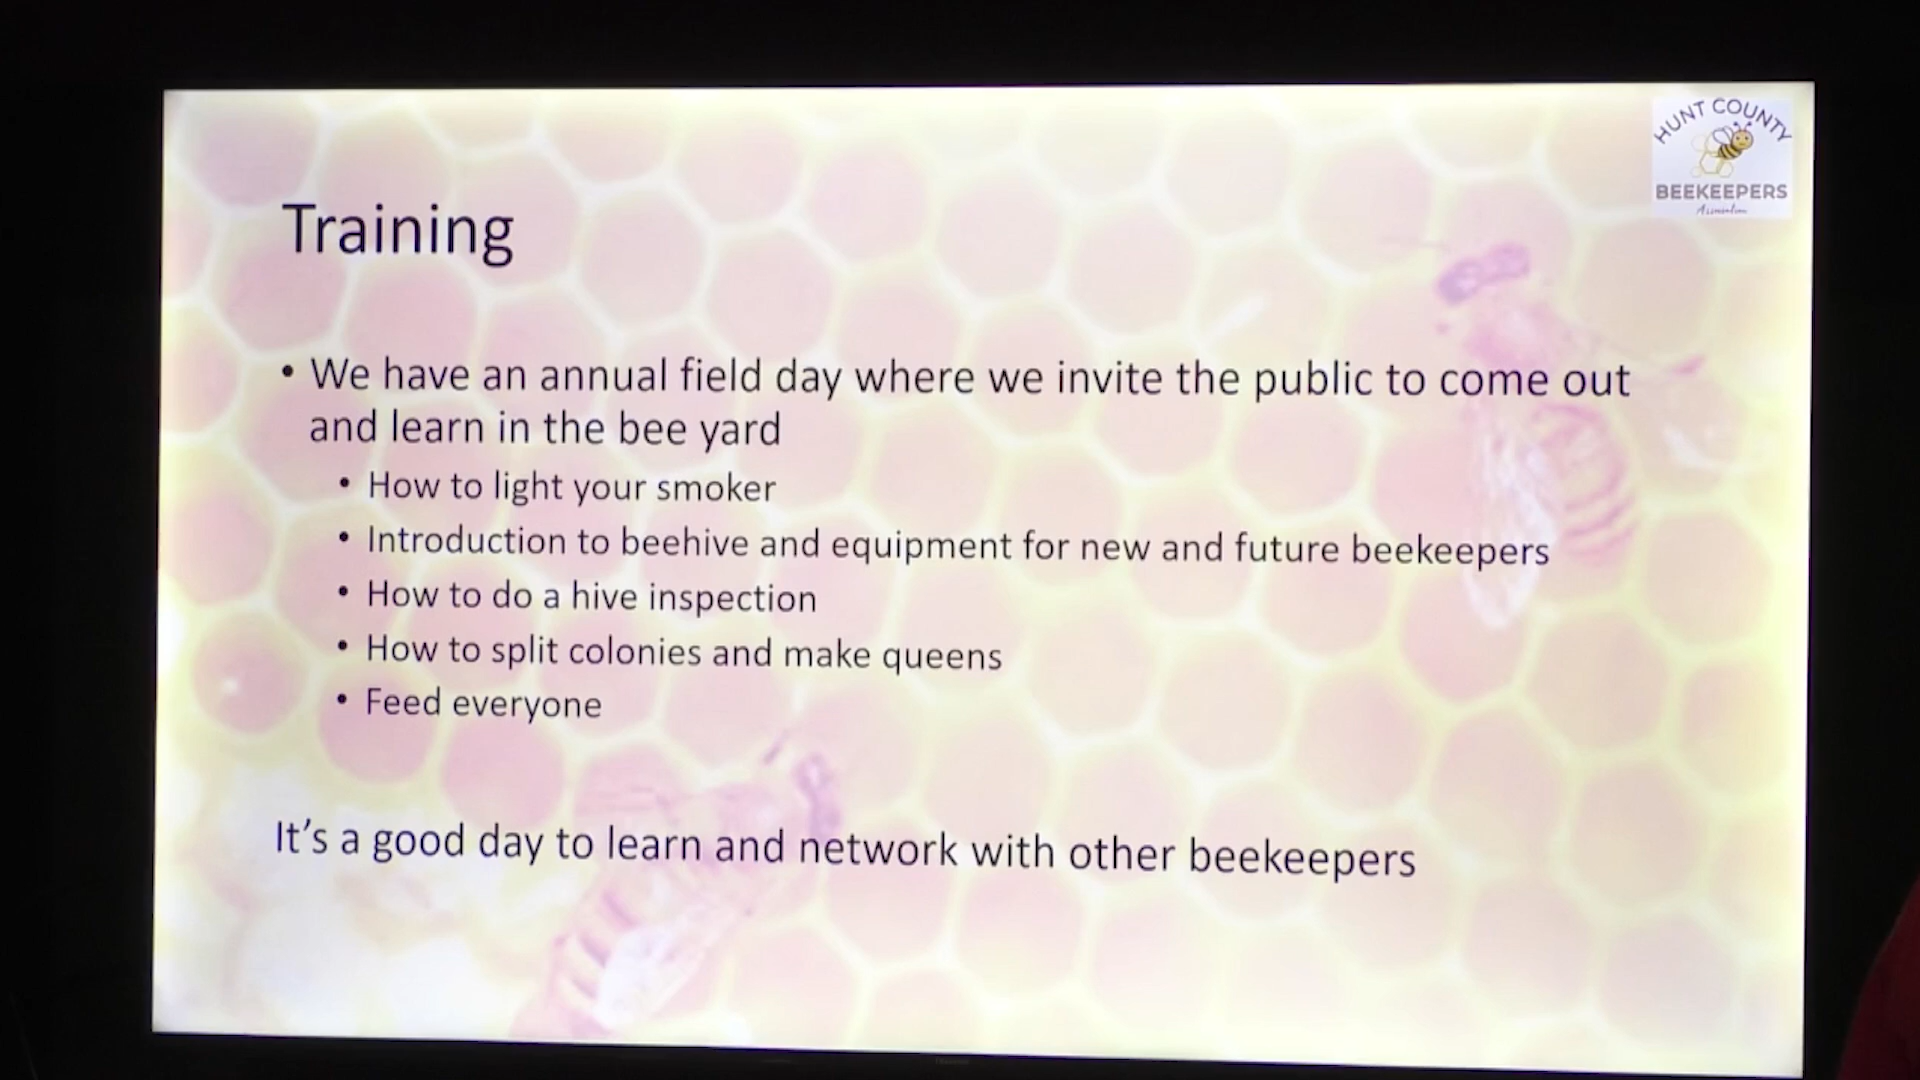 HUNT COUNTY
BEEKEEPERS
Association
Training
• We have an annual field day where we invite the public to come out
and learn in the bee yard
• How to light your smoker
• Introduction to beehive and equipment for new and future beekeepers
• How to do a hive inspection
• How to split colonies and make queens
• Feed everyone
It's a good day to learn and network with other beekeepers